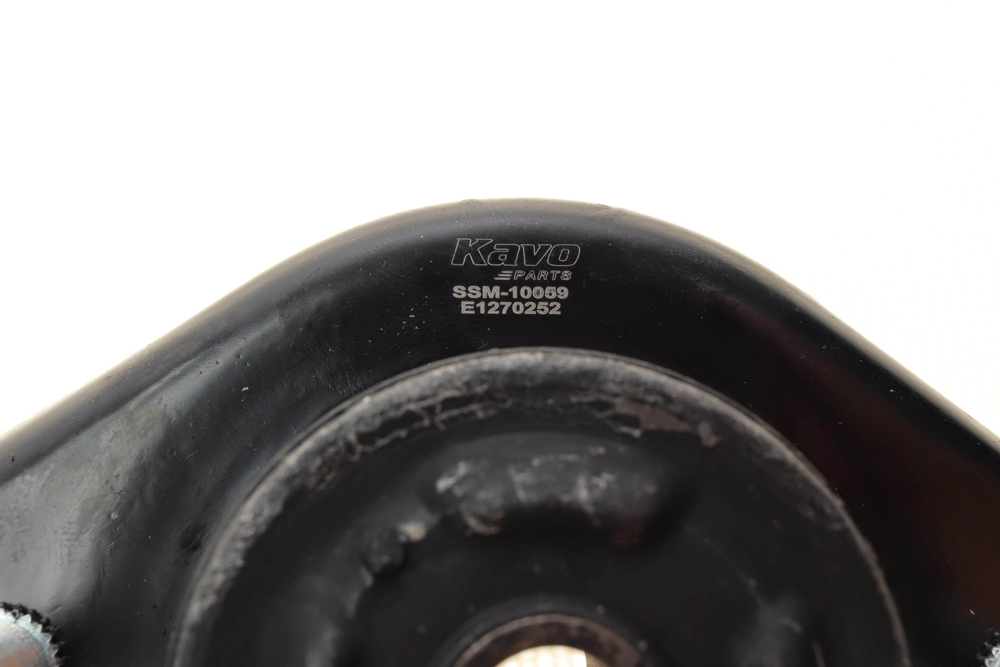 Kavo
PARTS
SSM-10059
E1270252